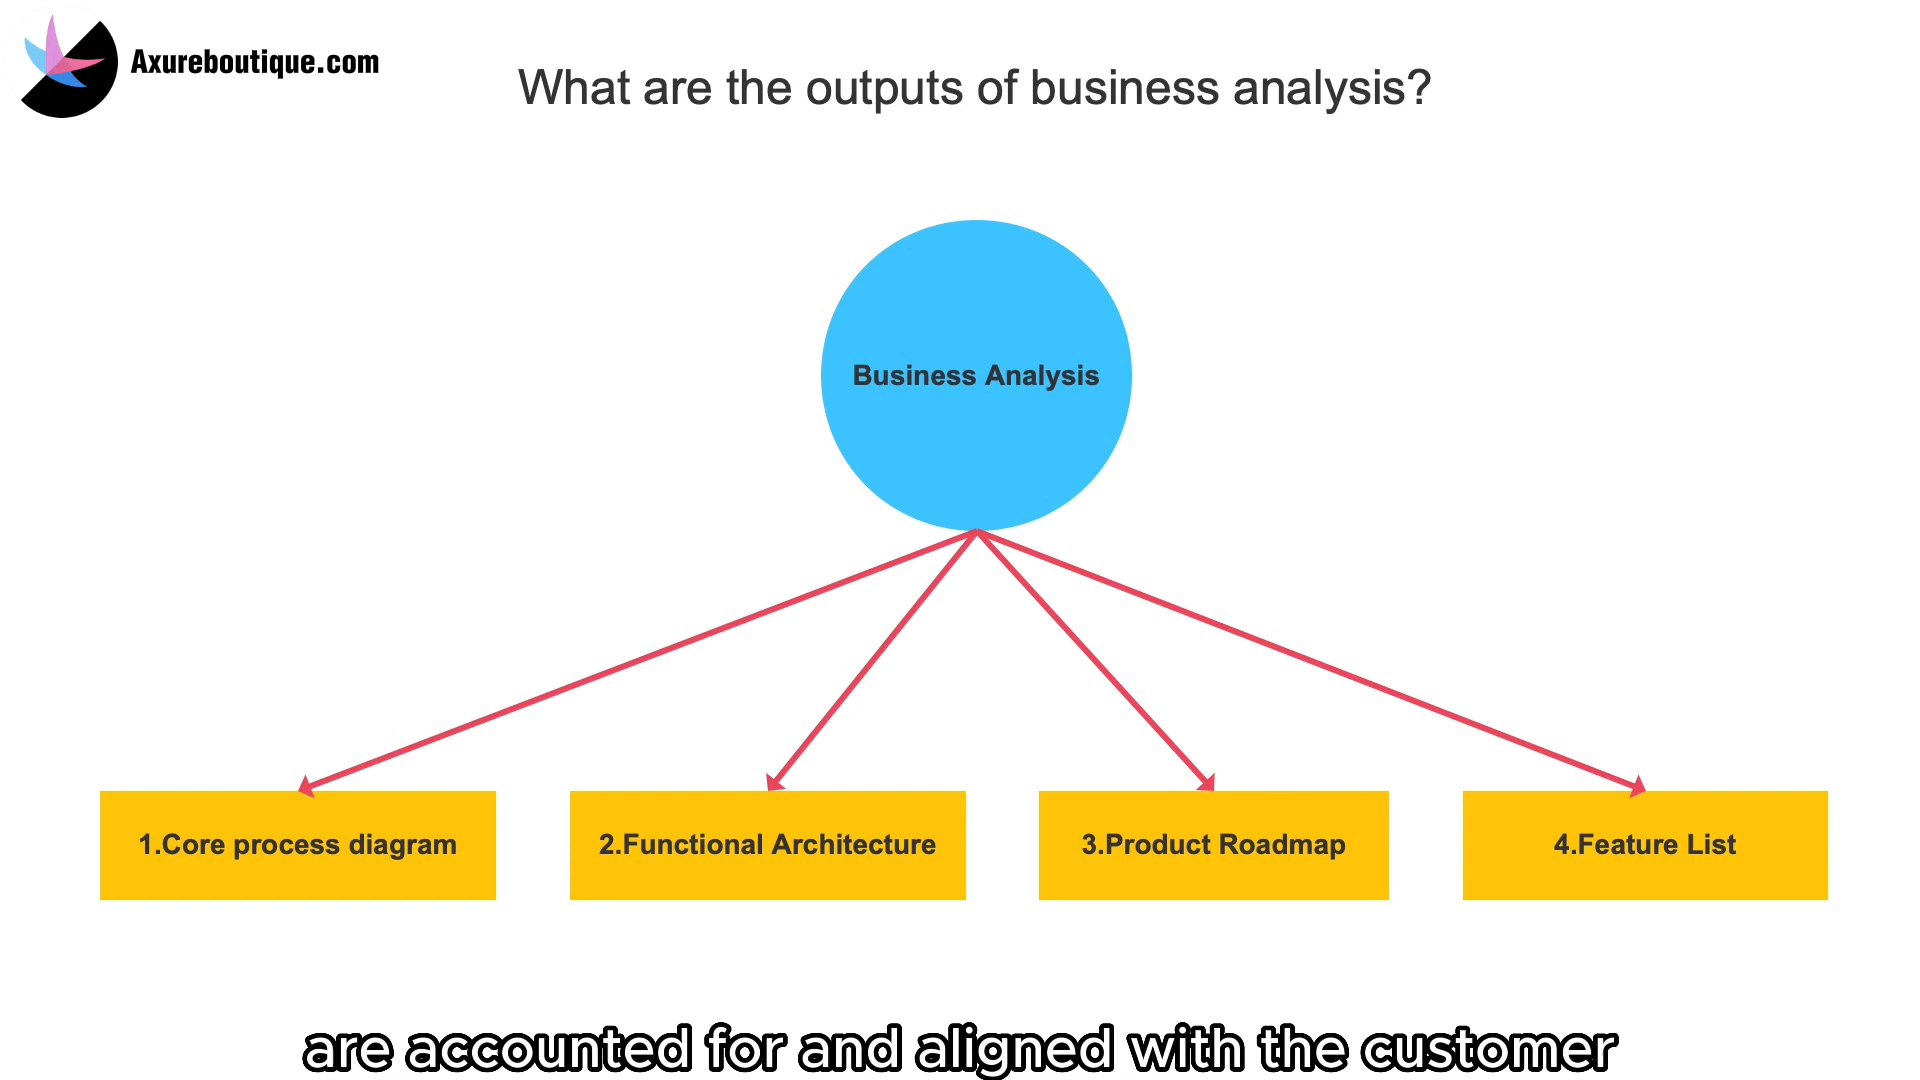 Axureboutique.com
What are the outputs of business analysis?
Business Analysis
1.Core process diagram
2.Functional Architecture
3.Product Roadmap
4.Feature List
are accounted for and aligned with the customer